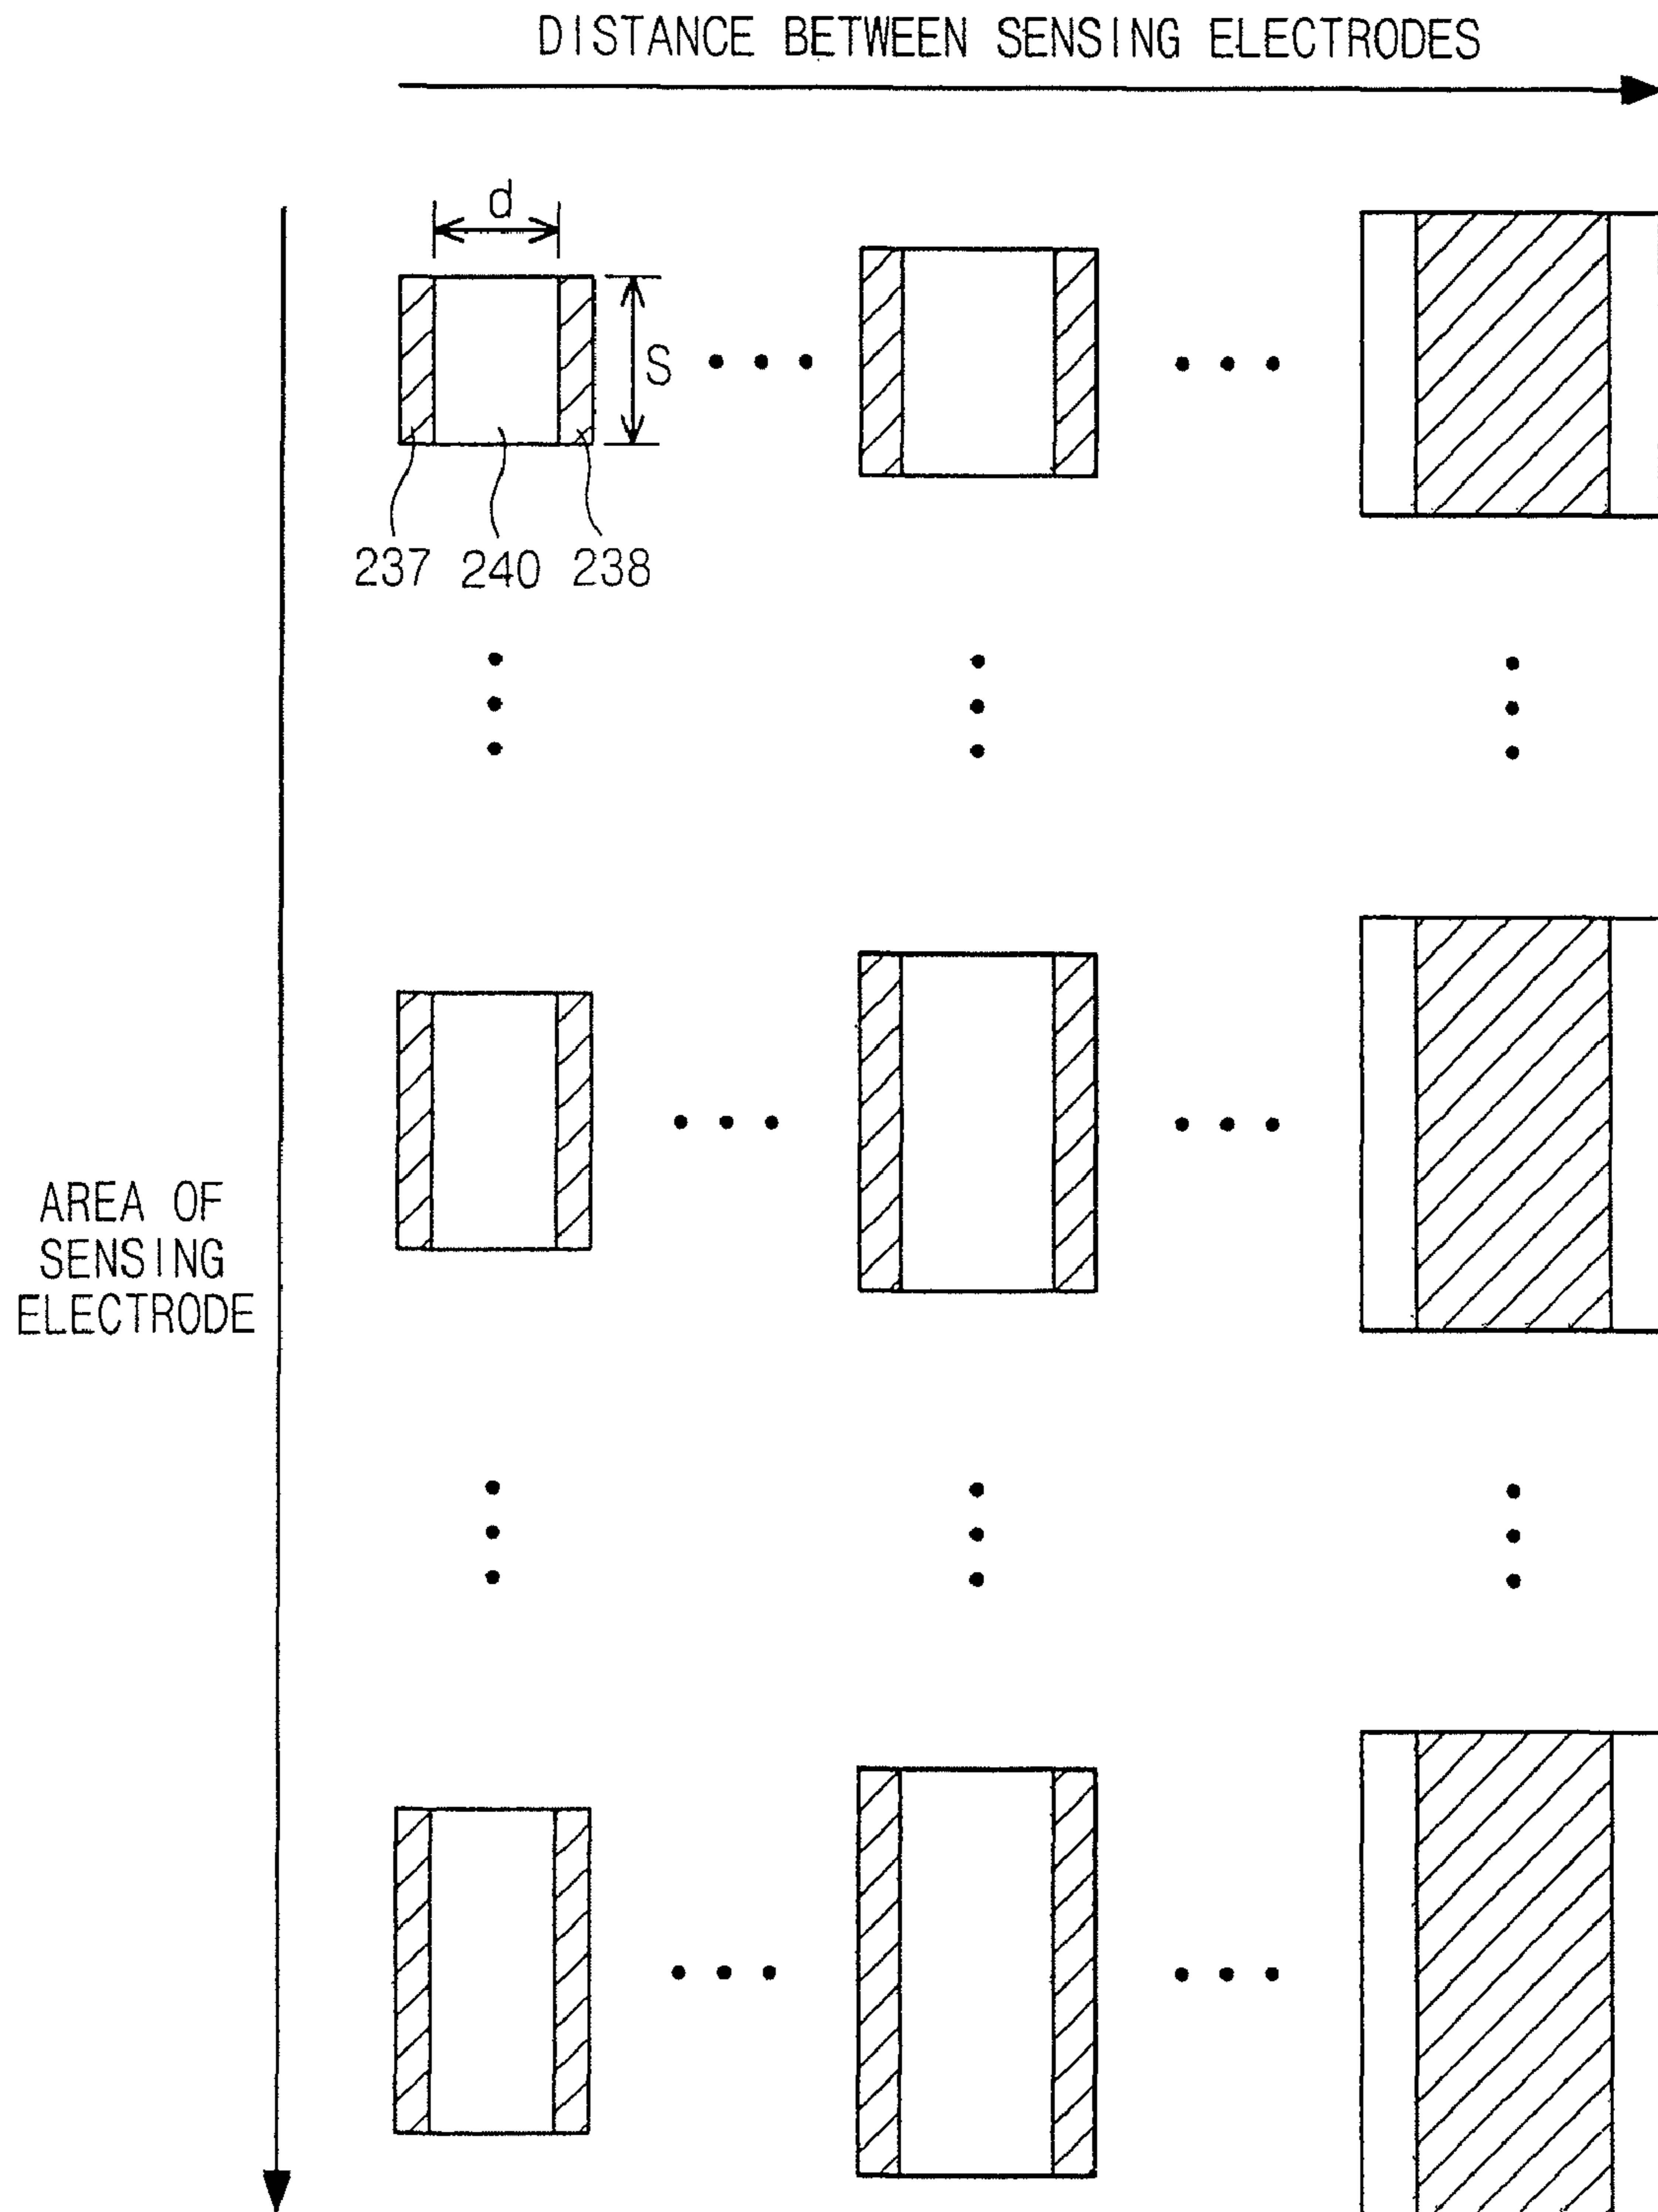 DISTANCE BETWEEN SENSING ELECTRODES
d
S
237 240 238
AREA OF
SENSING
ELECTRODE